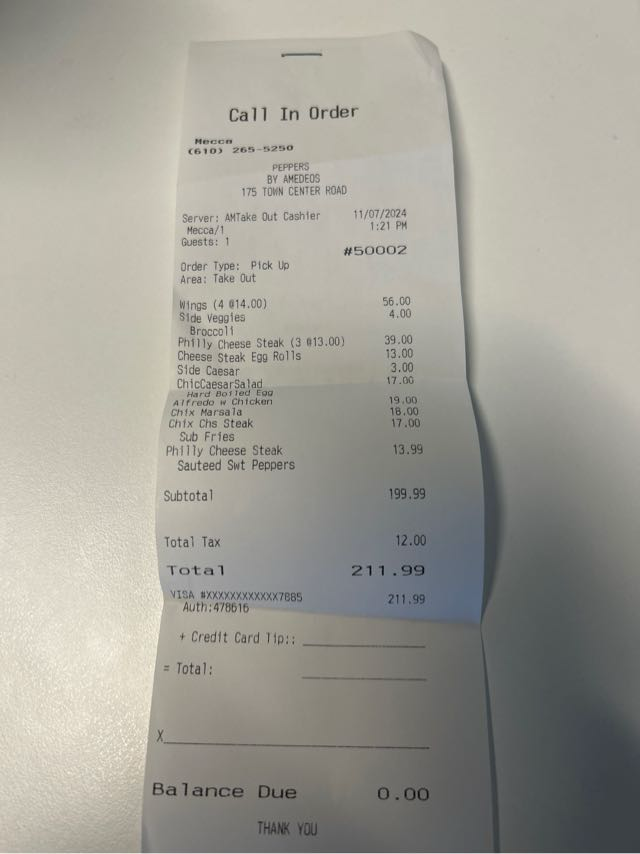 Call In Order
Mecca
(610) 265-5250
PEPPERS
BY AMEDEOS
175 TOWN CENTER ROAD
Server: AMTake Out Cashier 11/07/2024
Mecca/1 1:21 PM
Guests: 1
#50002
Order Type: Pick Up
Area: Take Out
Wings (4 @14.00) 56.00
Side Veggies 4.00
Broccoli
Philly Cheese Steak (3 @13.00) 39.00
Cheese Steak Egg Rolls 13.00
Side Caesar 3.00
ChicCaesarSalad 17.00
Hard Boiled Egg
Alfredo w Chicken 19.00
Chix Marsala 18.00
Chix Chs Steak 17.00
Sub Fries
Philly Cheese Steak 13.99
Sauteed Swt Peppers
Subtotal 199.99
Total Tax 12.00
Total 211.99
VISA #XXXXXXXXXXXX7885 211.99
Auth:478616
+ Credit Card Tip::
= Total:
X
Balance Due 0.00
THANK YOU